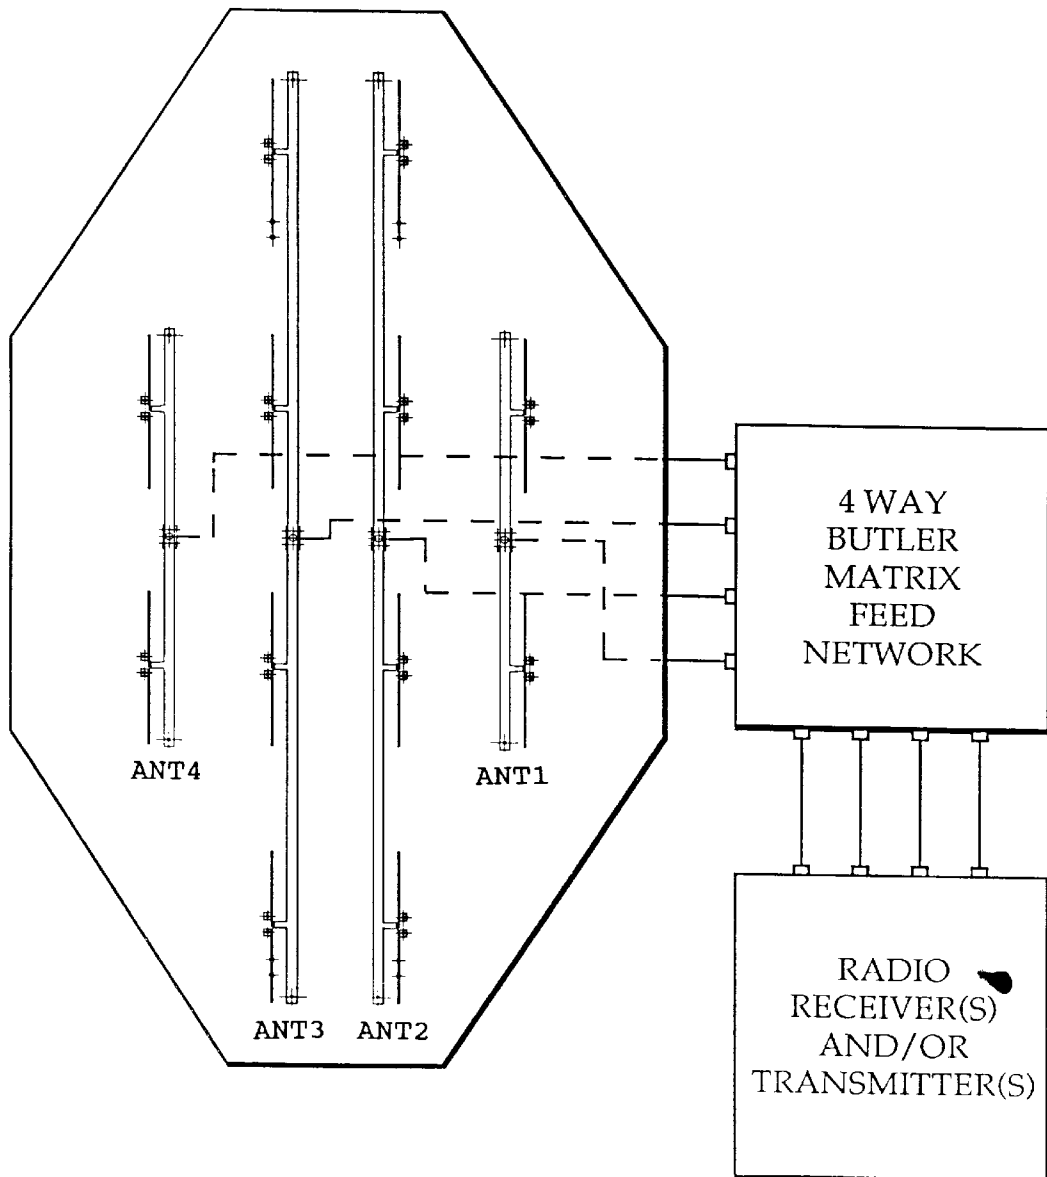 4 WAY
BUTLER
MATRIX
FEED
NETWORK
ANT4
ANT1
ANT3
ANT2
RADIO
RECEIVER(S)
AND/OR
TRANSMITTER(S)